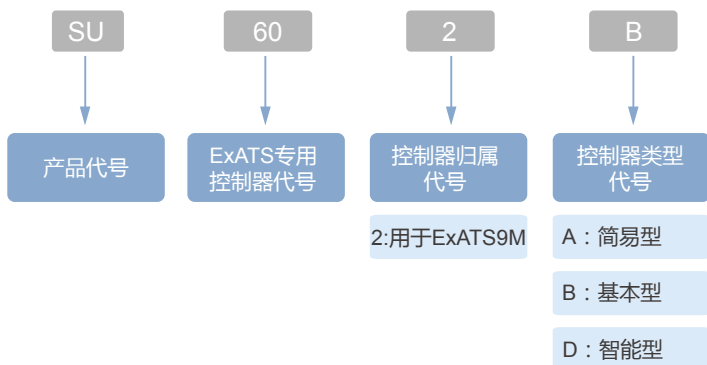 SU
60
2
B
产品代号
ExATS专用
控制器代号
控制器归属
代号
控制器类型
代号
2:用于ExATS9M
A：简易型
B：基本型
D：智能型